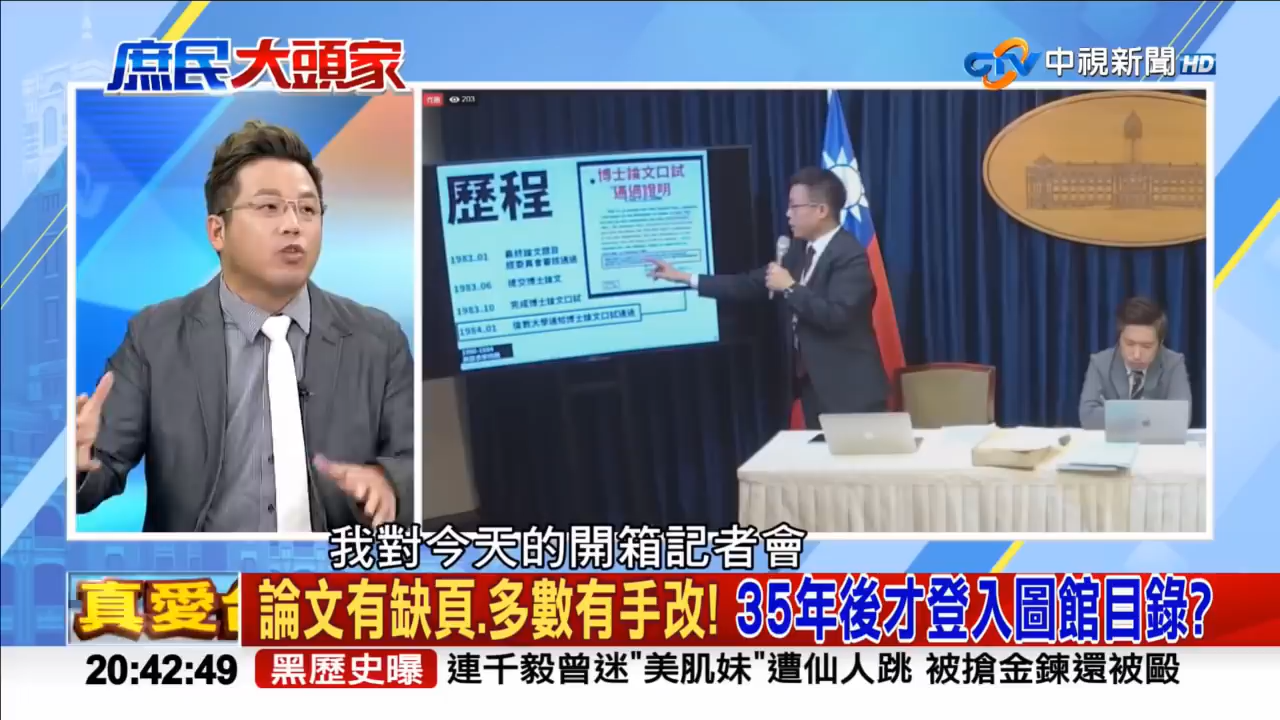 庶民大頭家
CTV 中視新聞 HD
203
歷程
博士論文口試
通過證明
1983.01 最終論文題目
經委員會審核通過
1983.06 提交博士論文
1983.10 完成博士論文口試
1984.01 倫敦大學通知博士論文口試通過
我對今天的開箱記者會
真愛台
論文有缺頁.多數有手改! 35年後才登入圖館目錄?
20:42:49 黑歷史曝 連千毅曾迷"美肌妹"遭仙人跳 被搶金鍊還被毆